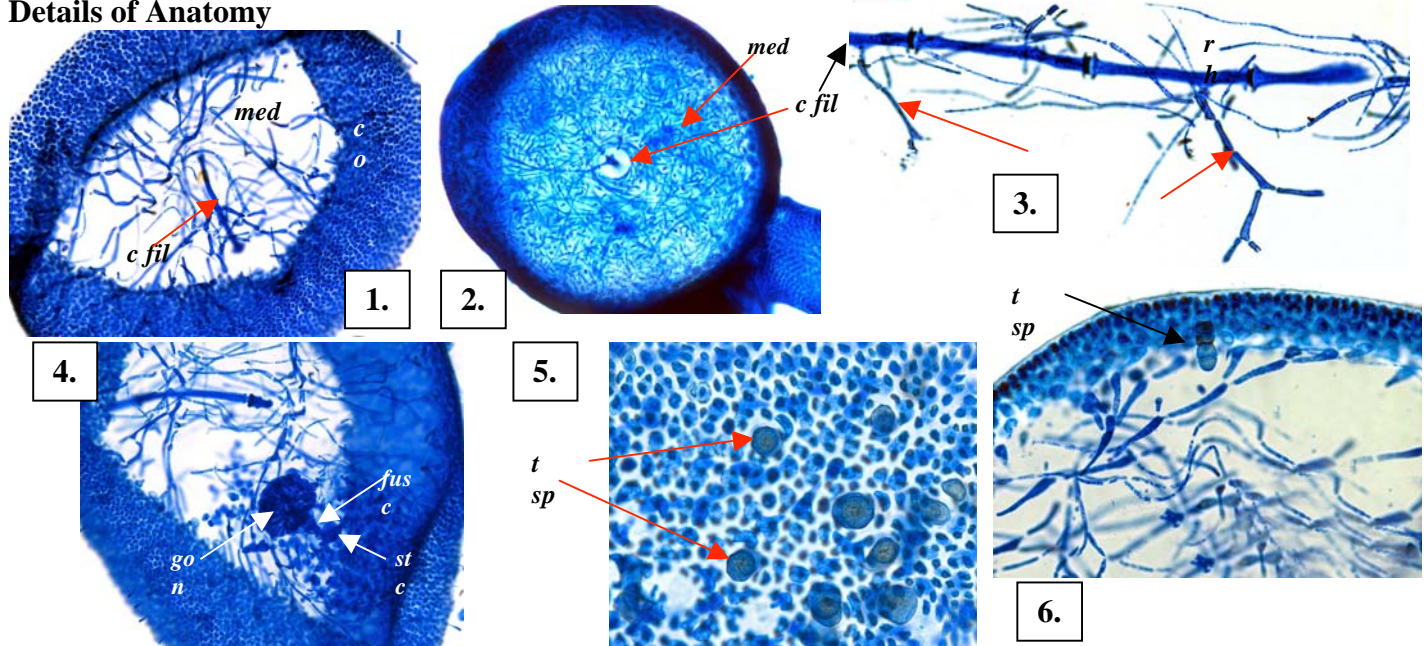 Details of Anatomy
med
c
o
c fil
1.
med
c fil
2.
r
h
3.
4.
fus
c
go
n
st
c
5.
t
sp
t
sp
6.